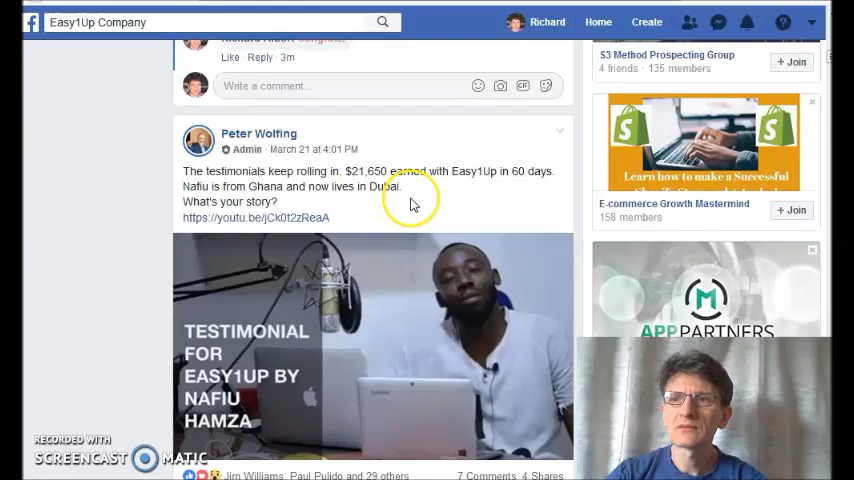 Easy1Up Company
Richard Home Create
Like · Reply · 3m
Write a comment...
GIF
Peter Wolfing
Admin · March 21 at 4:01 PM
The testimonials keep rolling in. $21,650 earned with Easy1Up in 60 days.
Nafiu is from Ghana and now lives in Dubai.
What's your story?
https://youtu.be/jCk0t2zReaA
TESTIMONIAL
FOR
EASY1UP BY
NAFIU
HAMZA
Jim Williams, Paul Pulido and 29 others
7 Comments 4 Shares
S3 Method Prospecting Group
4 friends · 135 members
+ Join
Learn how to make a Successful
E-commerce Growth Mastermind
158 members
+ Join
APP PARTNERS
RECORDED WITH
SCREENCAST MATIC